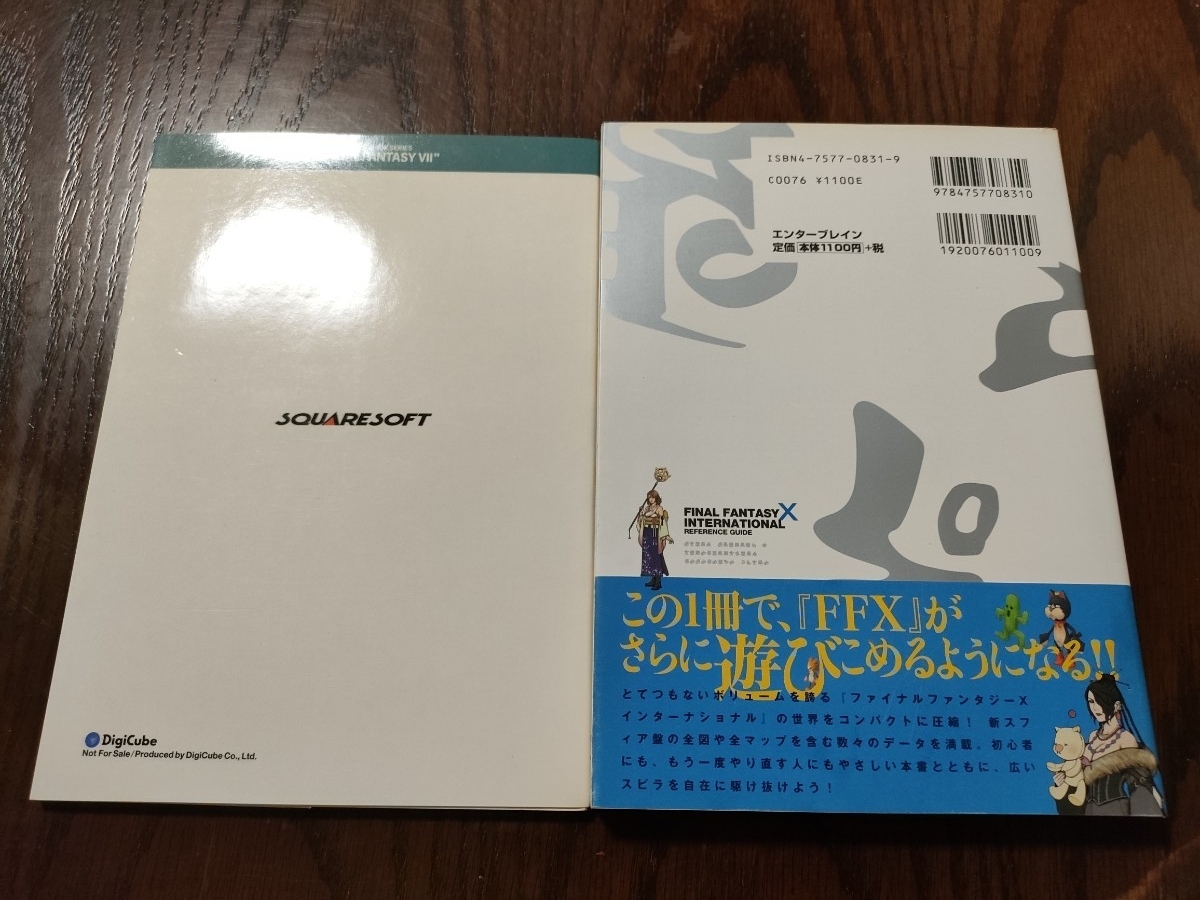 SERIES
FANTASY VII™
SQUARESOFT
DigiCube
Not For Sale/Produced by DigiCube Co., Ltd.
ISBN4-7577-0831-9
C0076 ¥1100E
9784757708310
エンターブレイン
定価 本体1100円 +税
1920076011009
FINAL FANTASY X
INTERNATIONAL
REFERENCE GUIDE
この1冊で、『FFX』が
さらに遊びこめるようになる!!
とてつもないボリュームを誇る『ファイナルファンタジーX
インターナショナル』の世界をコンパクトに圧縮! 新スフ
ィア盤の全図や全マップを含む数々のデータを満載。初心者
にも、もう一度やり直す人にもやさしい本書とともに、広い
スピラを自在に駆け抜けよう!